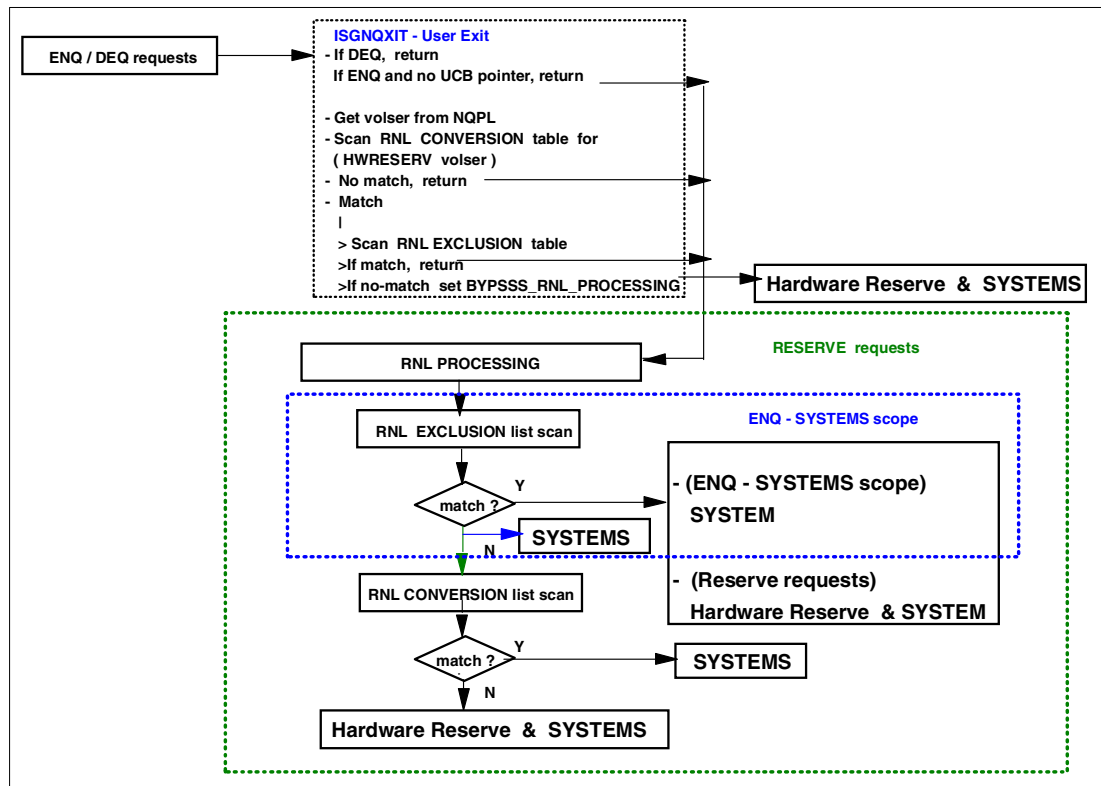 ENQ / DEQ requests
ISGNQXIT - User Exit
- If DEQ, return
If ENQ and no UCB pointer, return
- Get volser from NQPL
- Scan RNL CONVERSION table for
( HWRESERV volser )
- No match, return
- Match
|
> Scan RNL EXCLUSION table
>If match, return
>If no-match set BYPSSS_RNL_PROCESSING
Hardware Reserve & SYSTEMS
RESERVE requests
RNL PROCESSING
ENQ - SYSTEMS scope
RNL EXCLUSION list scan
match ?
Y
- (ENQ - SYSTEMS scope)
SYSTEM
N
SYSTEMS
- (Reserve requests)
Hardware Reserve & SYSTEM
RNL CONVERSION list scan
match ?
Y
SYSTEMS
N
Hardware Reserve & SYSTEMS